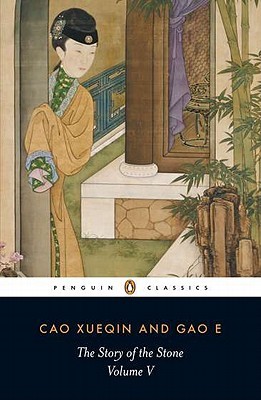 PENGUIN CLASSICS
CAO XUEQIN AND GAO E
The Story of the Stone
Volume V